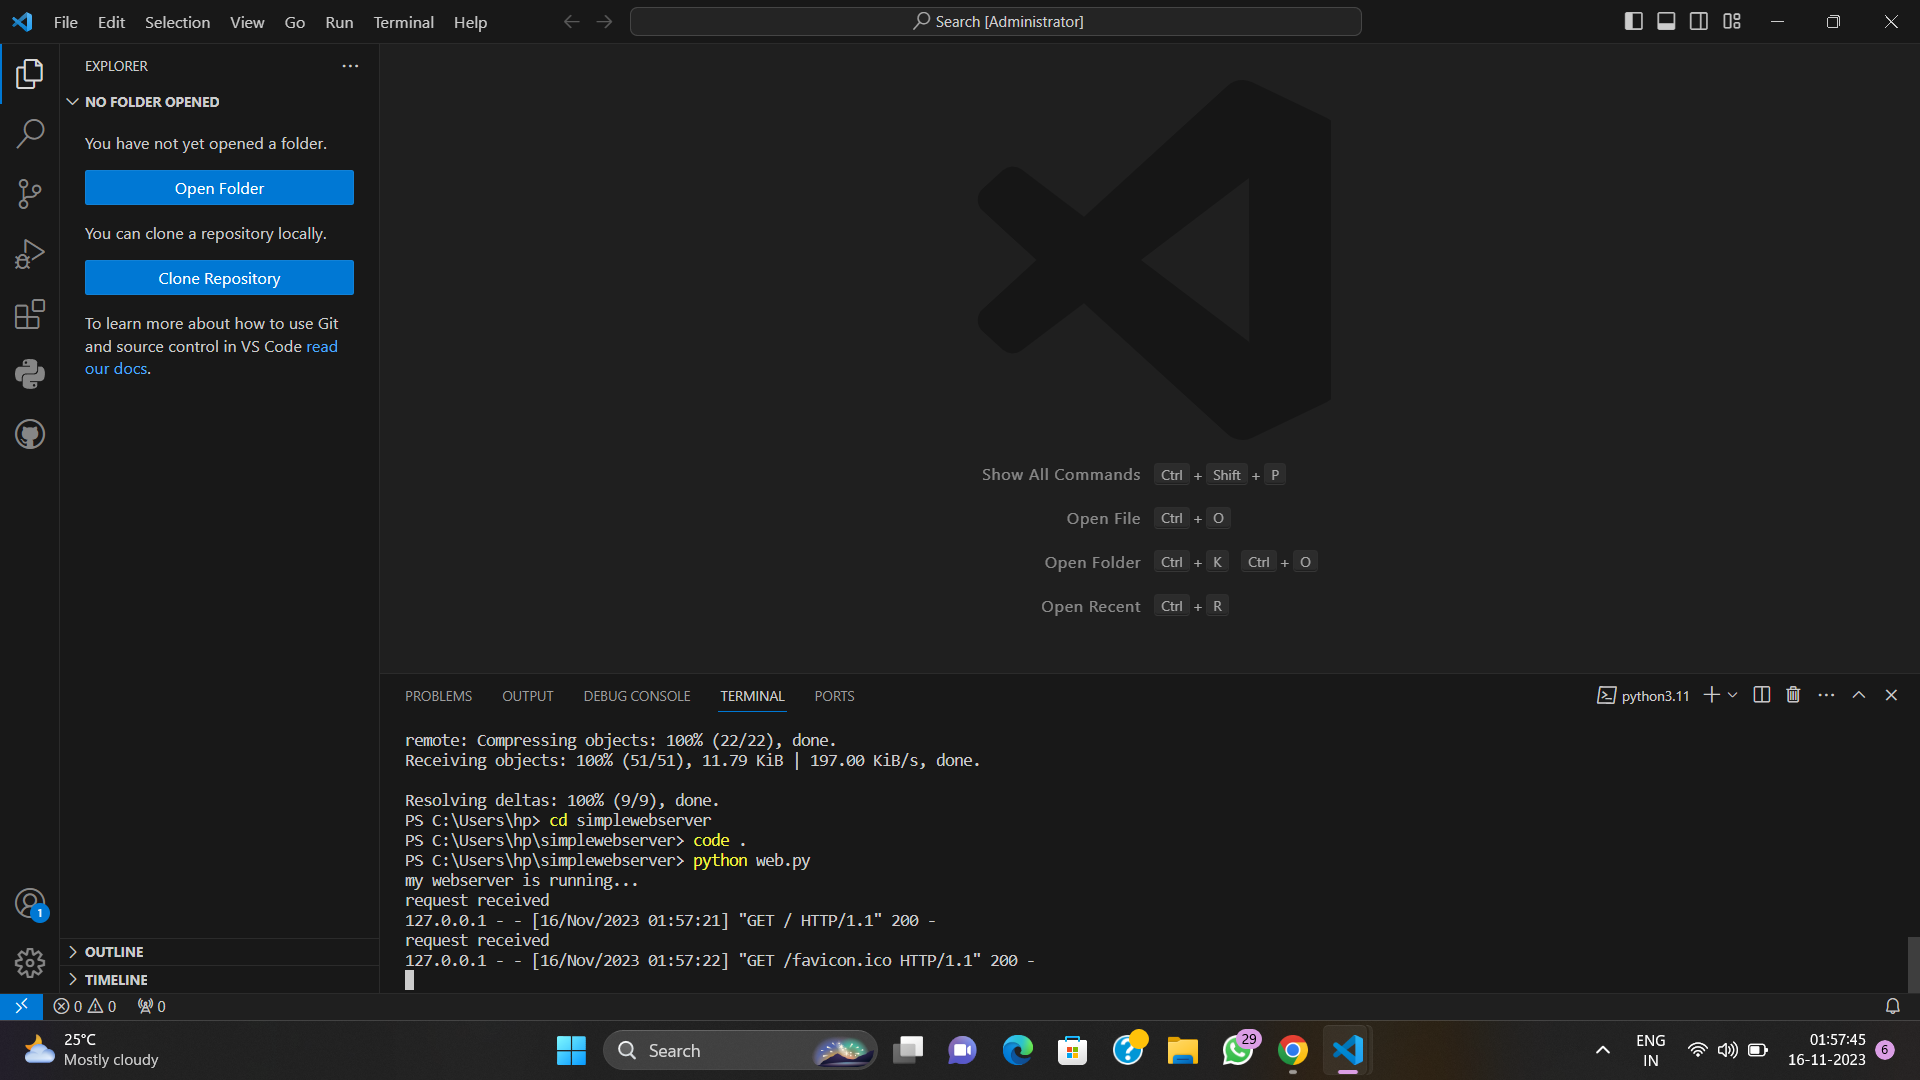 File Edit Selection View Go Run Terminal Help
Search [Administrator]
EXPLORER
NO FOLDER OPENED
You have not yet opened a folder.
Open Folder
You can clone a repository locally.
Clone Repository
To learn more about how to use Git
and source control in VS Code read
our docs.
Show All Commands Ctrl + Shift + P
Open File Ctrl + O
Open Folder Ctrl + K Ctrl + O
Open Recent Ctrl + R
PROBLEMS OUTPUT DEBUG CONSOLE TERMINAL PORTS
python3.11
remote: Compressing objects: 100% (22/22), done.
Receiving objects: 100% (51/51), 11.79 KiB | 197.00 KiB/s, done.
Resolving deltas: 100% (9/9), done.
PS C:\Users\hp> cd simplewebserver
PS C:\Users\hp\simplewebserver> code .
PS C:\Users\hp\simplewebserver> python web.py
my webserver is running...
request received
127.0.0.1 - - [16/Nov/2023 01:57:21] "GET / HTTP/1.1" 200 -
request received
127.0.0.1 - - [16/Nov/2023 01:57:22] "GET /favicon.ico HTTP/1.1" 200 -
1
OUTLINE
TIMELINE
0 0 0
25°C
Mostly cloudy
Search
29
ENG
IN
01:57:45
16-11-2023
6